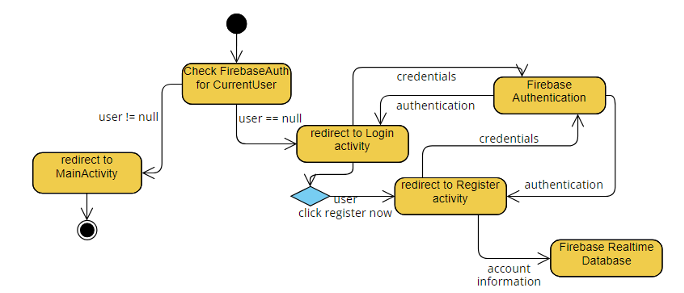 Check FirebaseAuth
for CurrentUser
credentials
Firebase
Authentication
authentication
user != null
user == null
redirect to Login
activity
credentials
redirect to
MainActivity
redirect to Register
activity
authentication
user
click register now
Firebase Realtime
Database
account
information